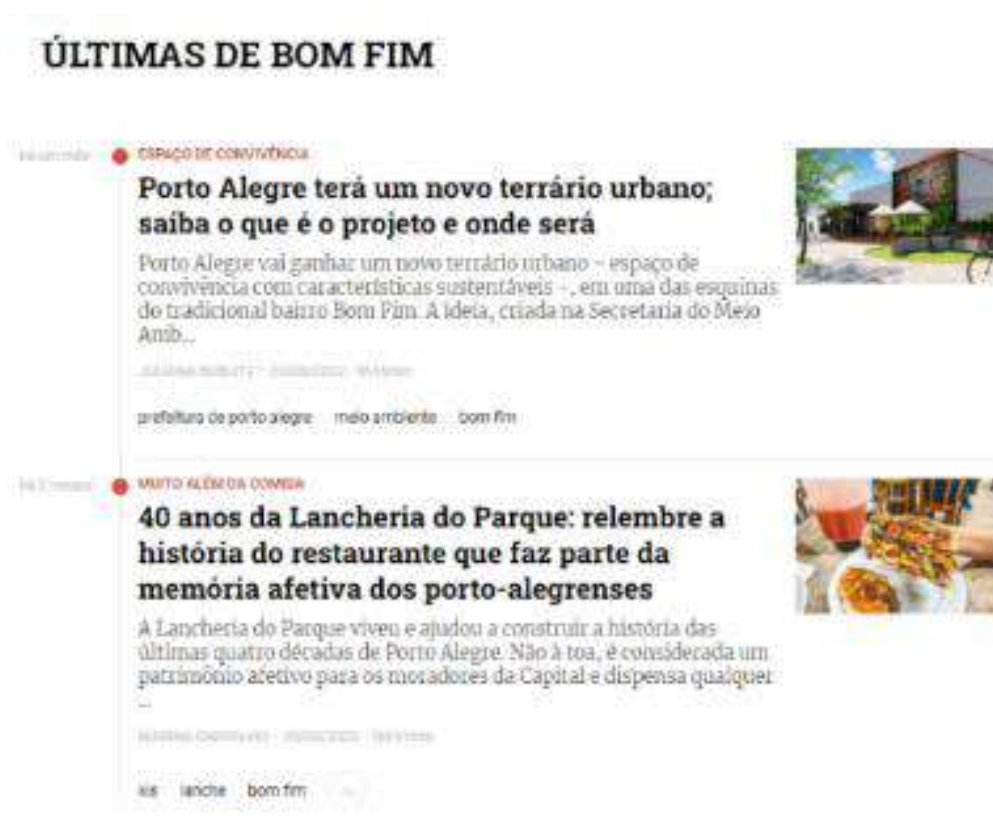 ÚLTIMAS DE BOM FIM
ESPAÇO DE CONVIVÊNCIA
Porto Alegre terá um novo terrário urbano;
saiba o que é o projeto e onde será
Porto Alegre vai ganhar um novo terrário urbano – espaço de
convivência com características sustentáveis –, em uma das esquinas
do tradicional bairro Bom Fim. A ideia, criada na Secretaria do Meio
Amb...
prefeitura de porto alegre meio ambiente bom fim
MUITO ALÉM DA COMIDA
40 anos da Lancheria do Parque: relembre a
história do restaurante que faz parte da
memória afetiva dos porto-alegrenses
A Lancheria do Parque viveu e ajudou a construir a história das
últimas quatro décadas de Porto Alegre. Não à toa, é considerada um
patrimônio afetivo para os moradores da Capital e dispensa qualquer
...
xis lanche bom fim